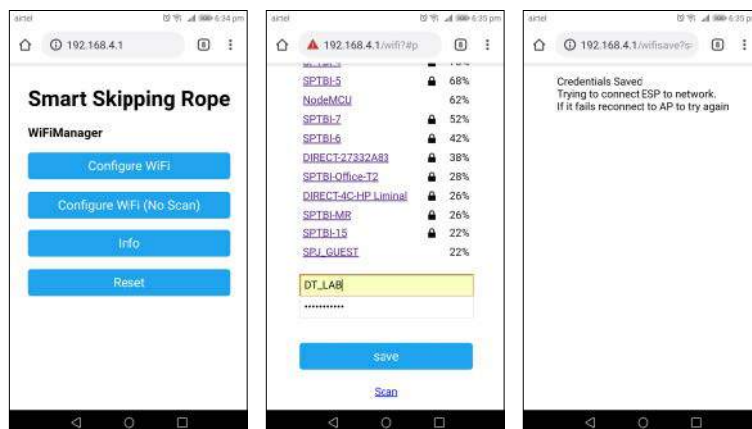 airtel
6:34 pm
192.168.4.1
8
Smart Skipping Rope
WiFiManager
Configure WiFi
Configure WiFi (No Scan)
Info
Reset
airtel
6:35 pm
192.168.4.1/wifi?#p
8
SPTBI-5 68%
NodeMCU 62%
SPTBI-7 52%
SPTBI-6 42%
DIRECT-27332A83 38%
SPTBI-Office-T2 28%
DIRECT-4C-HP Liminal 26%
SPTBI-MR 26%
SPTBI-15 22%
SPJ_GUEST 22%
DT_LAB
•••••••••••
save
Scan
airtel
6:35 pm
192.168.4.1/wifisave?s=
8
Credentials Saved
Trying to connect ESP to network.
If it fails reconnect to AP to try again